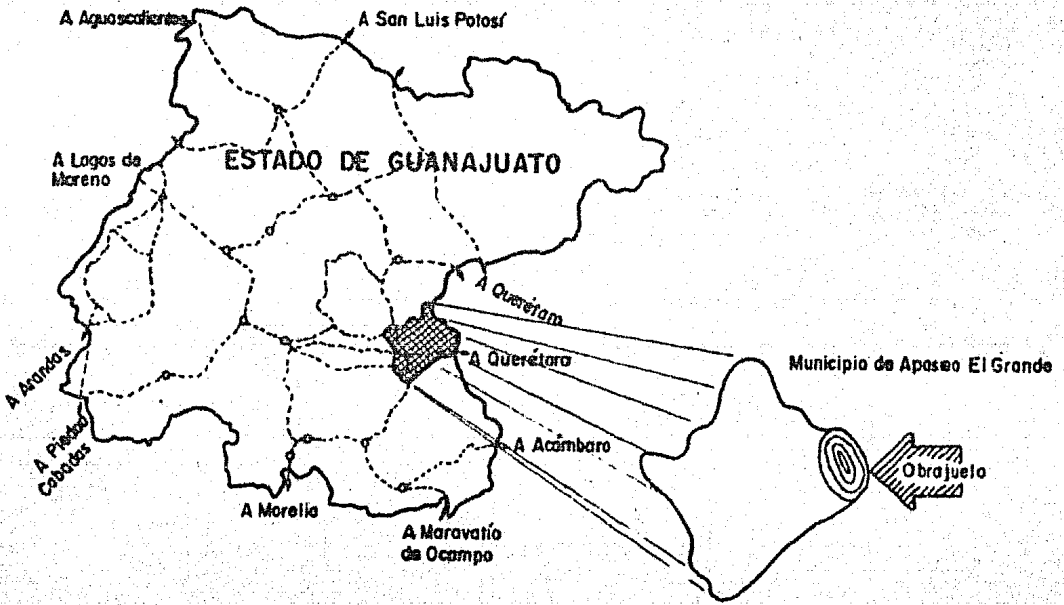 A Aguascalientes
A San Luis Potosí
A Lagos de
Moreno
ESTADO DE GUANAJUATO
A Querétaro
A Querétaro
Municipio de Apaseo El Grande
A Arandas
A Piedad
Cabadas
A Acámbaro
Obrajuelo
A Morelia
A Maravatío
de Ocampo